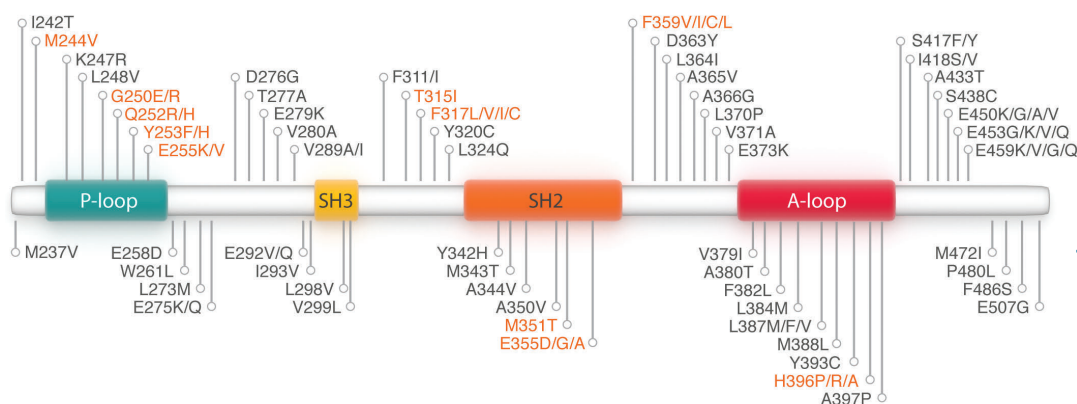 I242T
M244V
K247R
L248V
G250E/R
Q252R/H
Y253F/H
E255K/V
D276G
T277A
E279K
V280A
V289A/I
F311/I
T315I
F317L/V/I/C
Y320C
L324Q
F359V/I/C/L
D363Y
L364I
A365V
A366G
L370P
V371A
E373K
S417F/Y
I418S/V
A433T
S438C
E450K/G/A/V
E453G/K/V/Q
E459K/V/G/Q
P-loop
SH3
SH2
A-loop
M237V
E258D
W261L
L273M
E275K/Q
E292V/Q
I293V
L298V
V299L
Y342H
M343T
A344V
A350V
M351T
E355D/G/A
V379I
A380T
F382L
L384M
L387M/F/V
M388L
Y393C
H396P/R/A
A397P
M472I
P480L
F486S
E507G